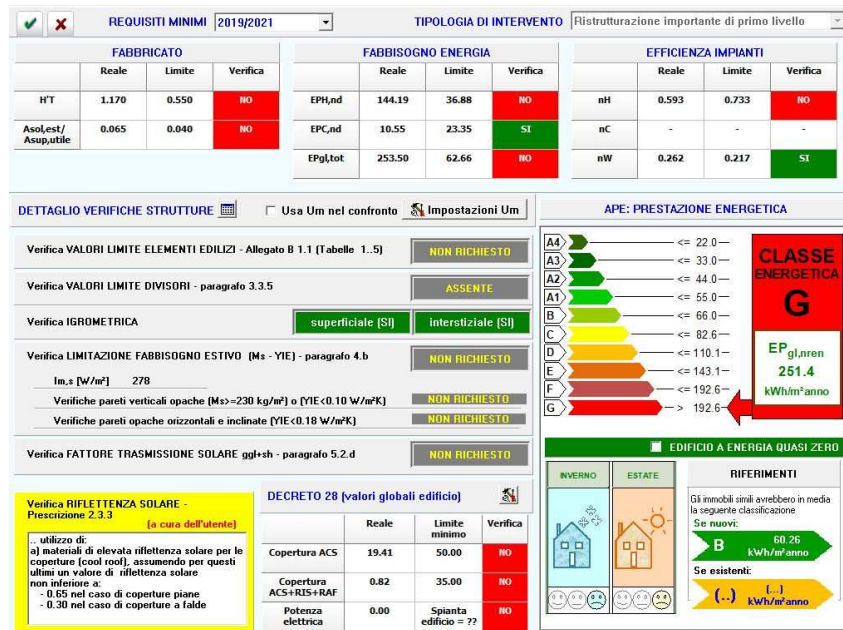 REQUISITI MINIMI 2019/2021 TIPOLOGIA DI INTERVENTO Ristrutturazione importante di primo livello
FABBRICATO
Reale Limite Verifica
H'T 1.170 0.550 NO
Asol,est/
Asup,utile 0.065 0.040 NO
FABBISOGNO ENERGIA
Reale Limite Verifica
EPH,nd 144.19 36.88 NO
EPC,nd 10.55 23.35 SI
EPgl,tot 253.50 62.66 NO
EFFICIENZA IMPIANTI
Reale Limite Verifica
nH 0.593 0.733 NO
nC - - -
nW 0.262 0.217 SI
DETTAGLIO VERIFICHE STRUTTURE Usa Um nel confronto Impostazioni Um
Verifica VALORI LIMITE ELEMENTI EDILIZI - Allegato B 1.1 (Tabelle 1..5) NON RICHIESTO
Verifica VALORI LIMITE DIVISORI - paragrafo 3.3.5 ASSENTE
Verifica IGROMETRICA superficiale (SI) interstiziale (SI)
Verifica LIMITAZIONE FABBISOGNO ESTIVO (Ms - YIE) - paragrafo 4.b NON RICHIESTO
Im,s [W/m²] 278
Verifiche pareti verticali opache (Ms>=230 kg/m²) o (YIE<0.10 W/m²K) NON RICHIESTO
Verifiche pareti opache orizzontali e inclinate (YIE<0.18 W/m²K) NON RICHIESTO
Verifica FATTORE TRASMISSIONE SOLARE ggl+sh - paragrafo 5.2.d NON RICHIESTO
Verifica RIFLETTENZA SOLARE -
Prescrizione 2.3.3
(a cura dell'utente)
.. utilizzo di:
a) materiali di elevata riflettenza solare per le
coperture (cool roof), assumendo per questi
ultimi un valore di riflettenza solare
non inferiore a:
- 0.65 nel caso di coperture piane
- 0.30 nel caso di coperture a falde
DECRETO 28 (valori globali edificio)
Reale Limite
minimo Verifica
Copertura ACS 19.41 50.00 NO
Copertura
ACS+RIS+RAF 0.82 35.00 NO
Potenza
elettrica 0.00 Spianta
edificio = ?? NO
APE: PRESTAZIONE ENERGETICA
A4 <= 22.0
A3 <= 33.0
A2 <= 44.0
A1 <= 55.0
B <= 66.0
C <= 82.6
D <= 110.1
E <= 143.1
F <= 192.6
G > 192.6
CLASSE
ENERGETICA
G
EPgl,nren
251.4
kWh/m²anno
EDIFICIO A ENERGIA QUASI ZERO
INVERNO ESTATE
RIFERIMENTI
Gli immobili simili avrebbero in media
la seguente classificazione
Se nuovi:
B 60.26
kWh/m²anno
Se esistenti:
(..) (...)
kWh/m²anno